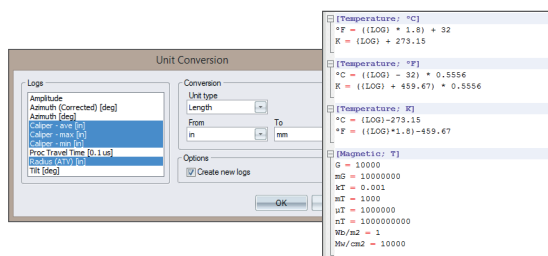 Unit Conversion
Logs
Amplitude
Azimuth (Corrected) [deg]
Azimuth [deg]
Caliper - ave [in]
Caliper - max [in]
Caliper - min [in]
Proc Travel Time [0.1 us]
Radius (ATV) [in]
Tilt [deg]
Conversion
Unit type
Length
From
To
in
mm
Options
Create new logs
OK
[Temperature; °C]
°F = ((LOG) * 1.8) + 32
K = (LOG) + 273.15
[Temperature; °F]
°C = ((LOG) - 32) * 0.5556
K = ((LOG) + 459.67) * 0.5556
[Temperature; K]
°C = (LOG)-273.15
°F = ((LOG)*1.8)-459.67
[Magnetic; T]
G = 10000
mG = 10000000
kT = 0.001
mT = 1000
µT = 1000000
nT = 1000000000
Wb/m2 = 1
Mw/cm2 = 10000